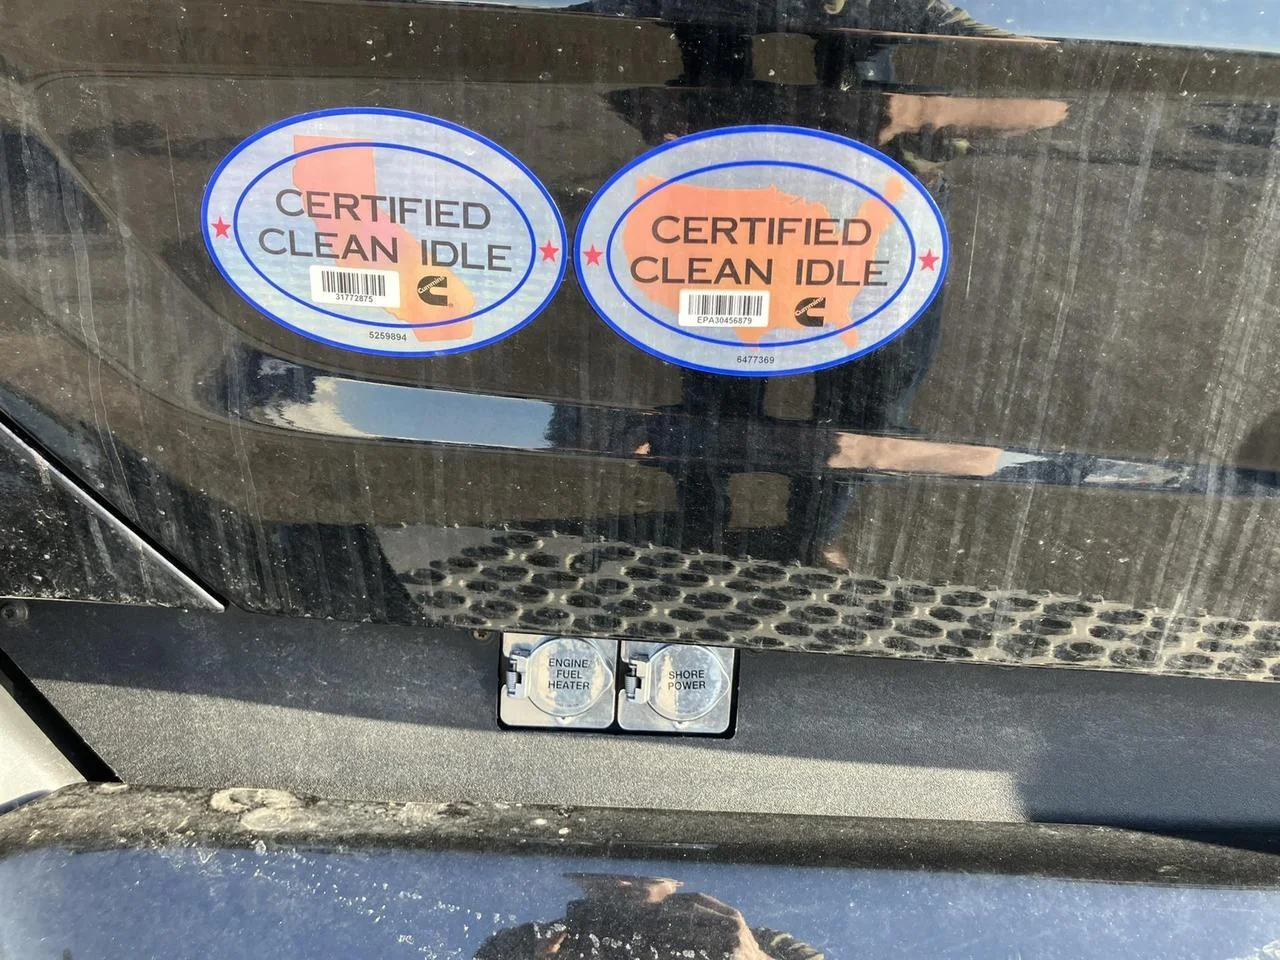 CERTIFIED
CLEAN IDLE
31772875
Cummins
5259894
CERTIFIED
CLEAN IDLE
EPA30456879
Cummins
6477369
ENGINE
FUEL
HEATER
SHORE
POWER